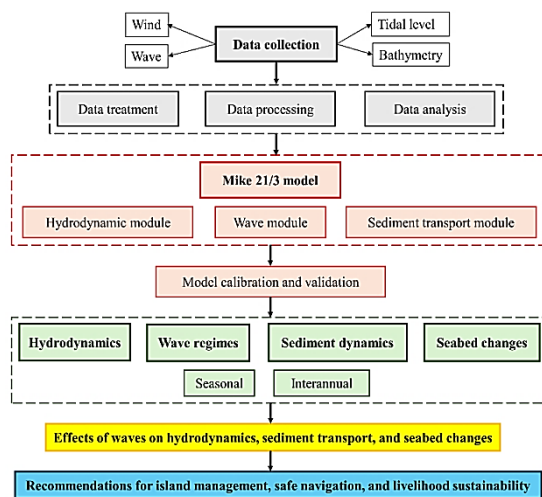 Wind
Tidal level
Data collection
Wave
Bathymetry
Data treatment
Data processing
Data analysis
Mike 21/3 model
Hydrodynamic module
Wave module
Sediment transport module
Model calibration and validation
Hydrodynamics
Wave regimes
Sediment dynamics
Seabed changes
Seasonal
Interannual
Effects of waves on hydrodynamics, sediment transport, and seabed changes
Recommendations for island management, safe navigation, and livelihood sustainability